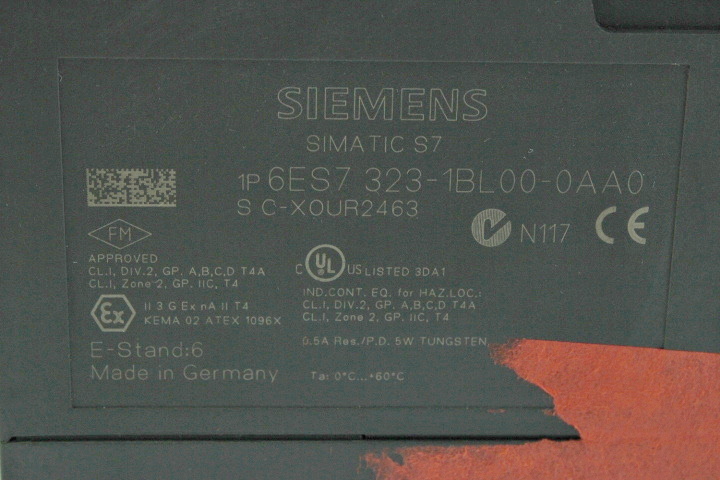 SIEMENS
SIMATIC S7
1P 6ES7 323-1BL00-0AA0
S C-X0UR2463
N117 CE
FM
APPROVED
CL.I, DIV.2, GP. A,B,C,D T4A
CL.I, Zone 2, GP. IIC, T4
C UL US LISTED 3DA1
IND.CONT. EQ. for HAZ.LOC.:
CL.I, DIV.2, GP. A,B,C,D T4A
CL.I, Zone 2, GP. IIC, T4
Ex II 3 G Ex nA II T4
KEMA 02 ATEX 1096X
0.5A Res./P.D. 5W TUNGSTEN
E-Stand:6
Made in Germany
Ta: 0°C...+60°C